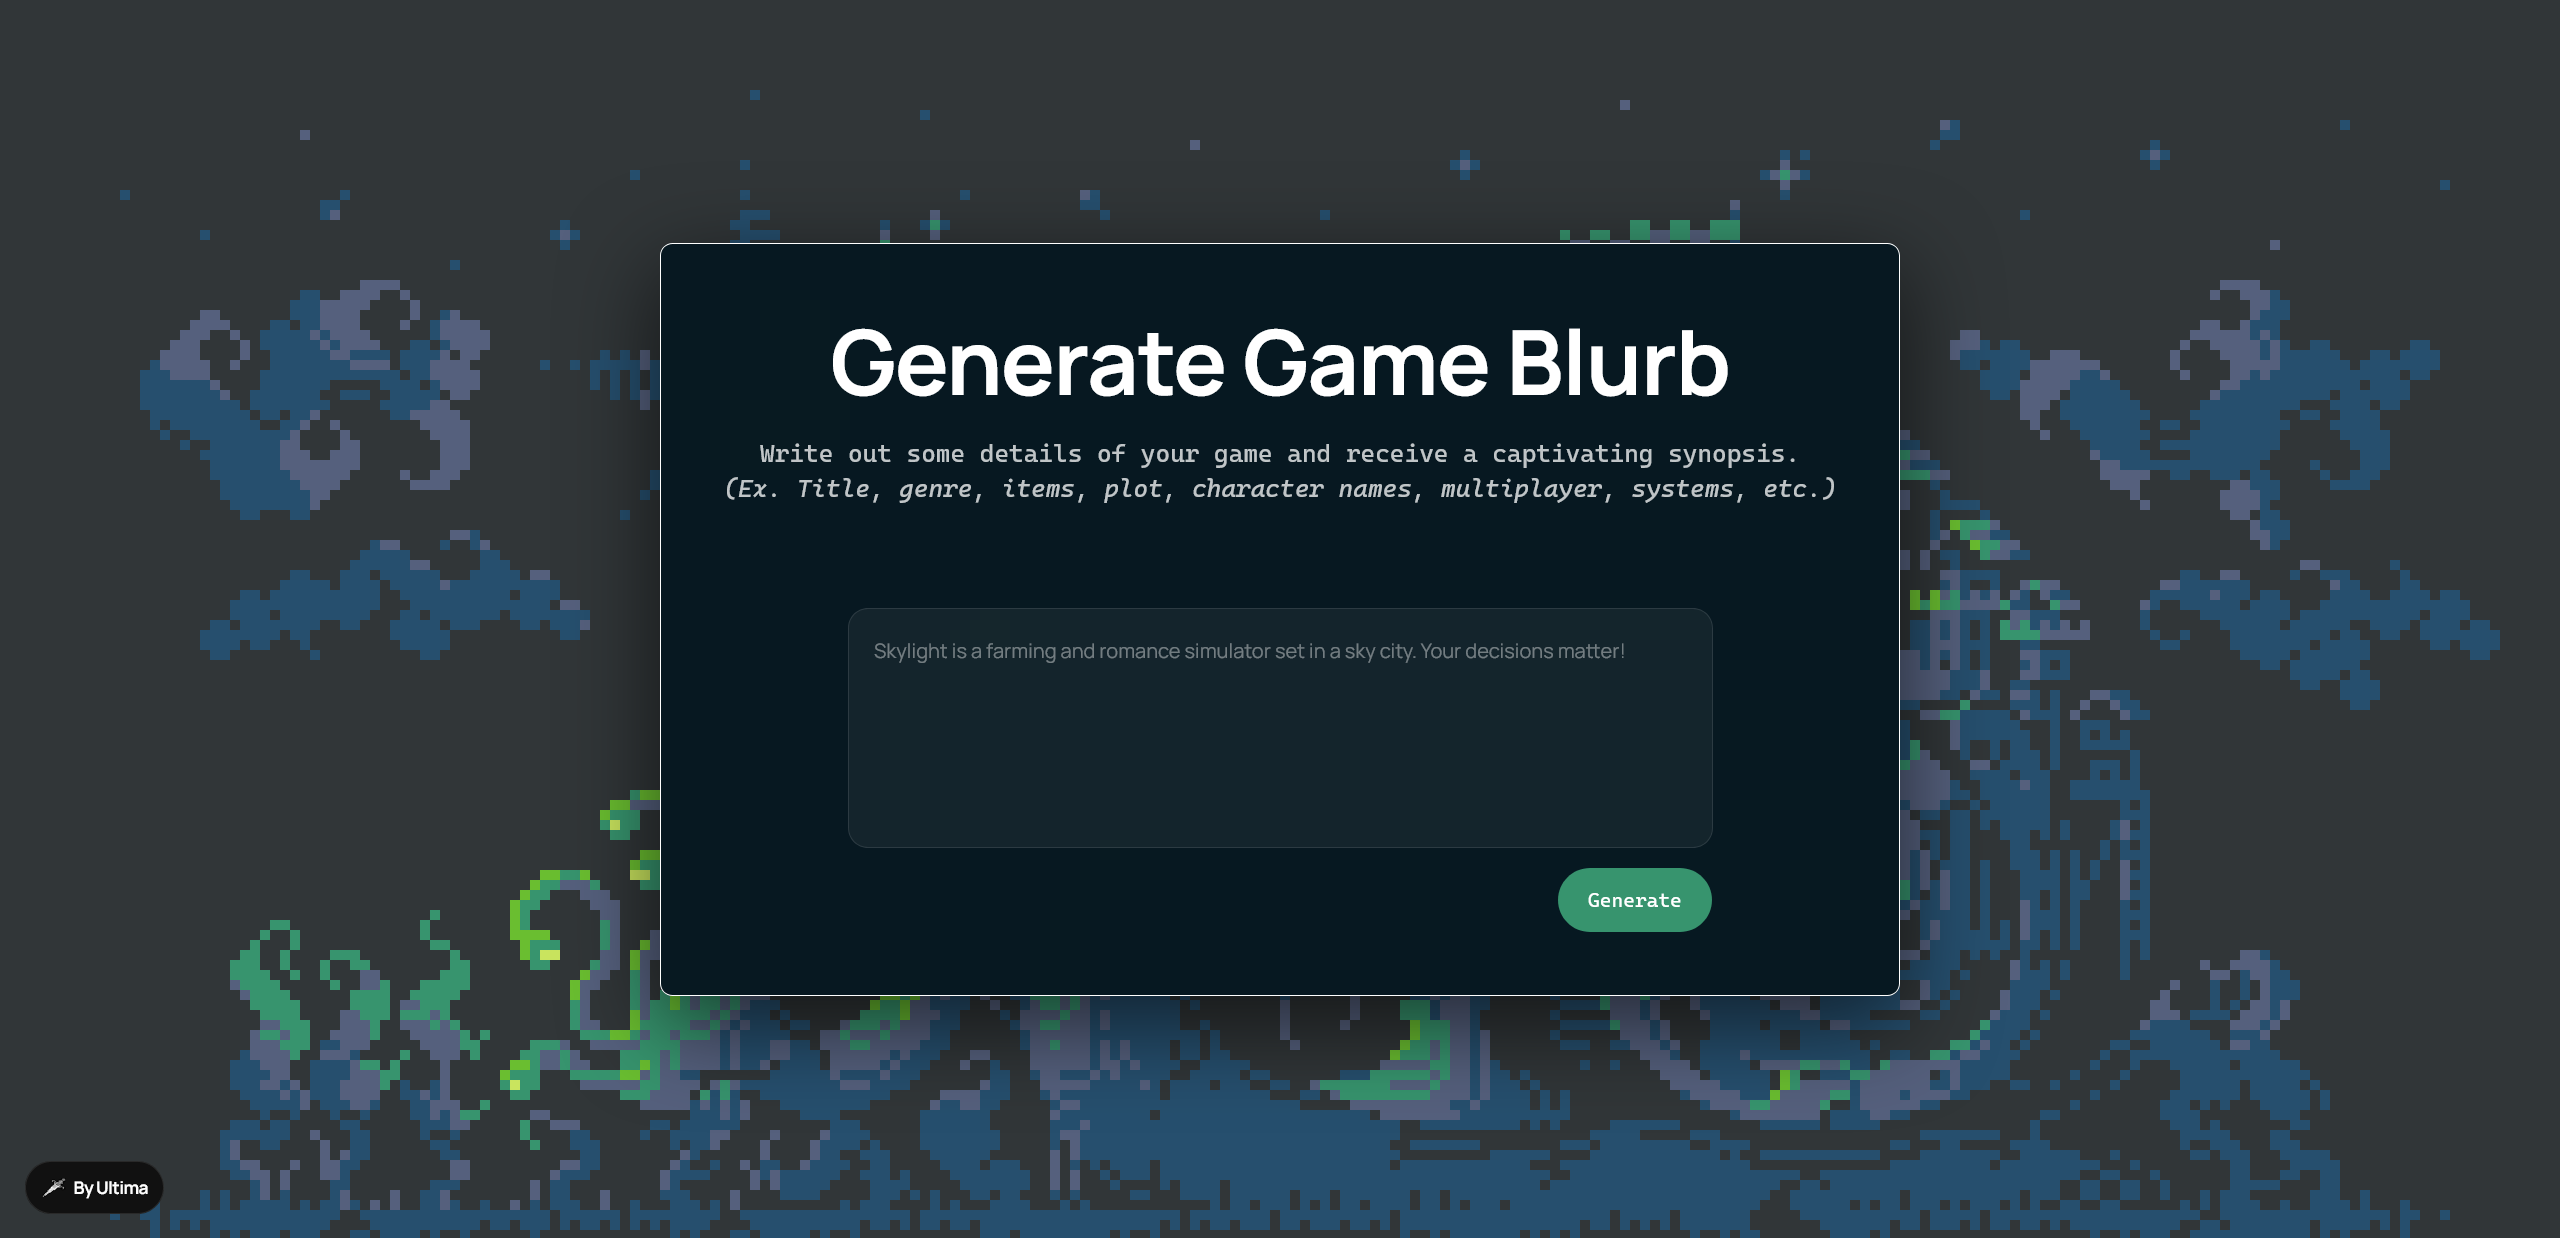 Generate Game Blurb
Write out some details of your game and receive a captivating synopsis.
(Ex. Title, genre, items, plot, character names, multiplayer, systems, etc.)
Skylight is a farming and romance simulator set in a sky city. Your decisions matter!
Generate
By Ultima